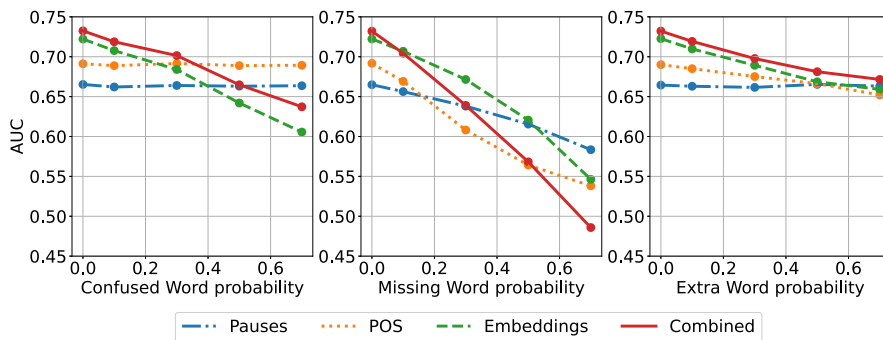 0.75 0.75 0.75
0.70 0.70 0.70
0.65 0.65 0.65
AUC
0.60 0.60 0.60
0.55 0.55 0.55
0.50 0.50 0.50
0.45 0.45 0.45
0.0 0.2 0.4 0.6 0.0 0.2 0.4 0.6 0.0 0.2 0.4 0.6
Confused Word probability Missing Word probability Extra Word probability
Pauses POS Embeddings Combined